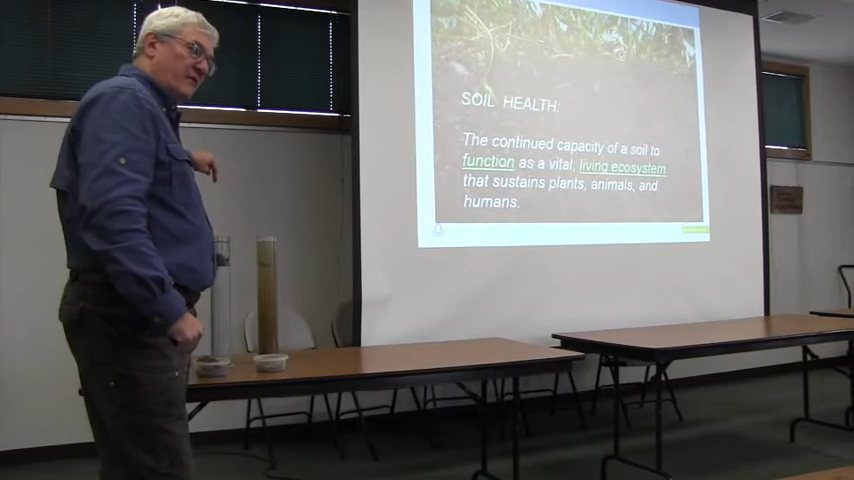 SOIL HEALTH:
The continued capacity of a soil to
function as a vital, living ecosystem
that sustains plants, animals, and
humans.